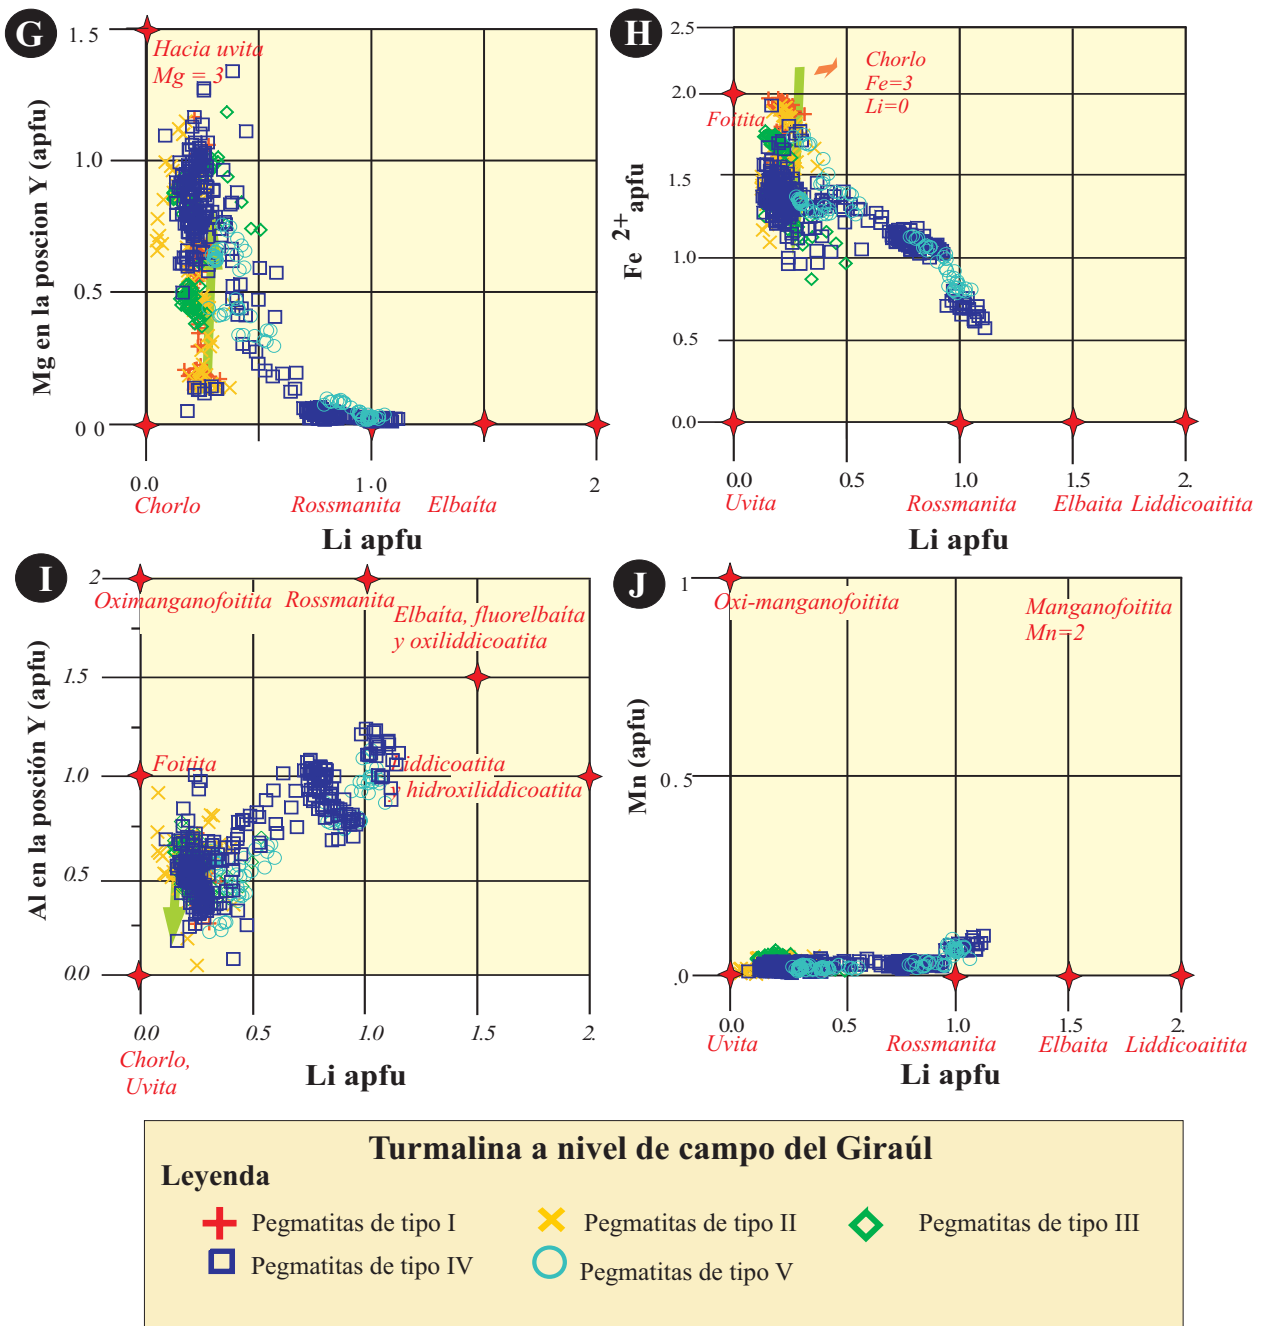 G
Mg en la poscion Y (apfu)
1.5
1.0
0.5
0 0
Hacia uvita
Mg = 3
0.0
1.0
2
Chorlo
Rossmanita
Elbaíta
Li apfu
H
Fe 2+ apfu
2.5
2.0
1.5
1.0
0.5
0.0
Foitita
Chorlo
Fe=3
Li=0
0.0
0.5
1.0
1.5
2.
Uvita
Rossmanita
Elbaita
Liddicoaitita
Li apfu
I
Al en la posción Y (apfu)
2
1.5
1.0
0.5
0.0
Oximanganofoitita
Rossmanita
Elbaíta, fluorelbaíta
y oxiliddicoatita
Foitita
Liddicoatita
y hidroxiliddicoatita
0.0
0.5
1.0
1.5
2.
Chorlo,
Uvita
Li apfu
J
Mn (apfu)
1
0.5
.0
Oxi-manganofoitita
Manganofoitita
Mn=2
0.0
0.5
1.0
1.5
2.
Uvita
Rossmanita
Elbaita
Liddicoaitita
Li apfu
Turmalina a nivel de campo del Giraúl
Leyenda
Pegmatitas de tipo I
Pegmatitas de tipo II
Pegmatitas de tipo III
Pegmatitas de tipo IV
Pegmatitas de tipo V